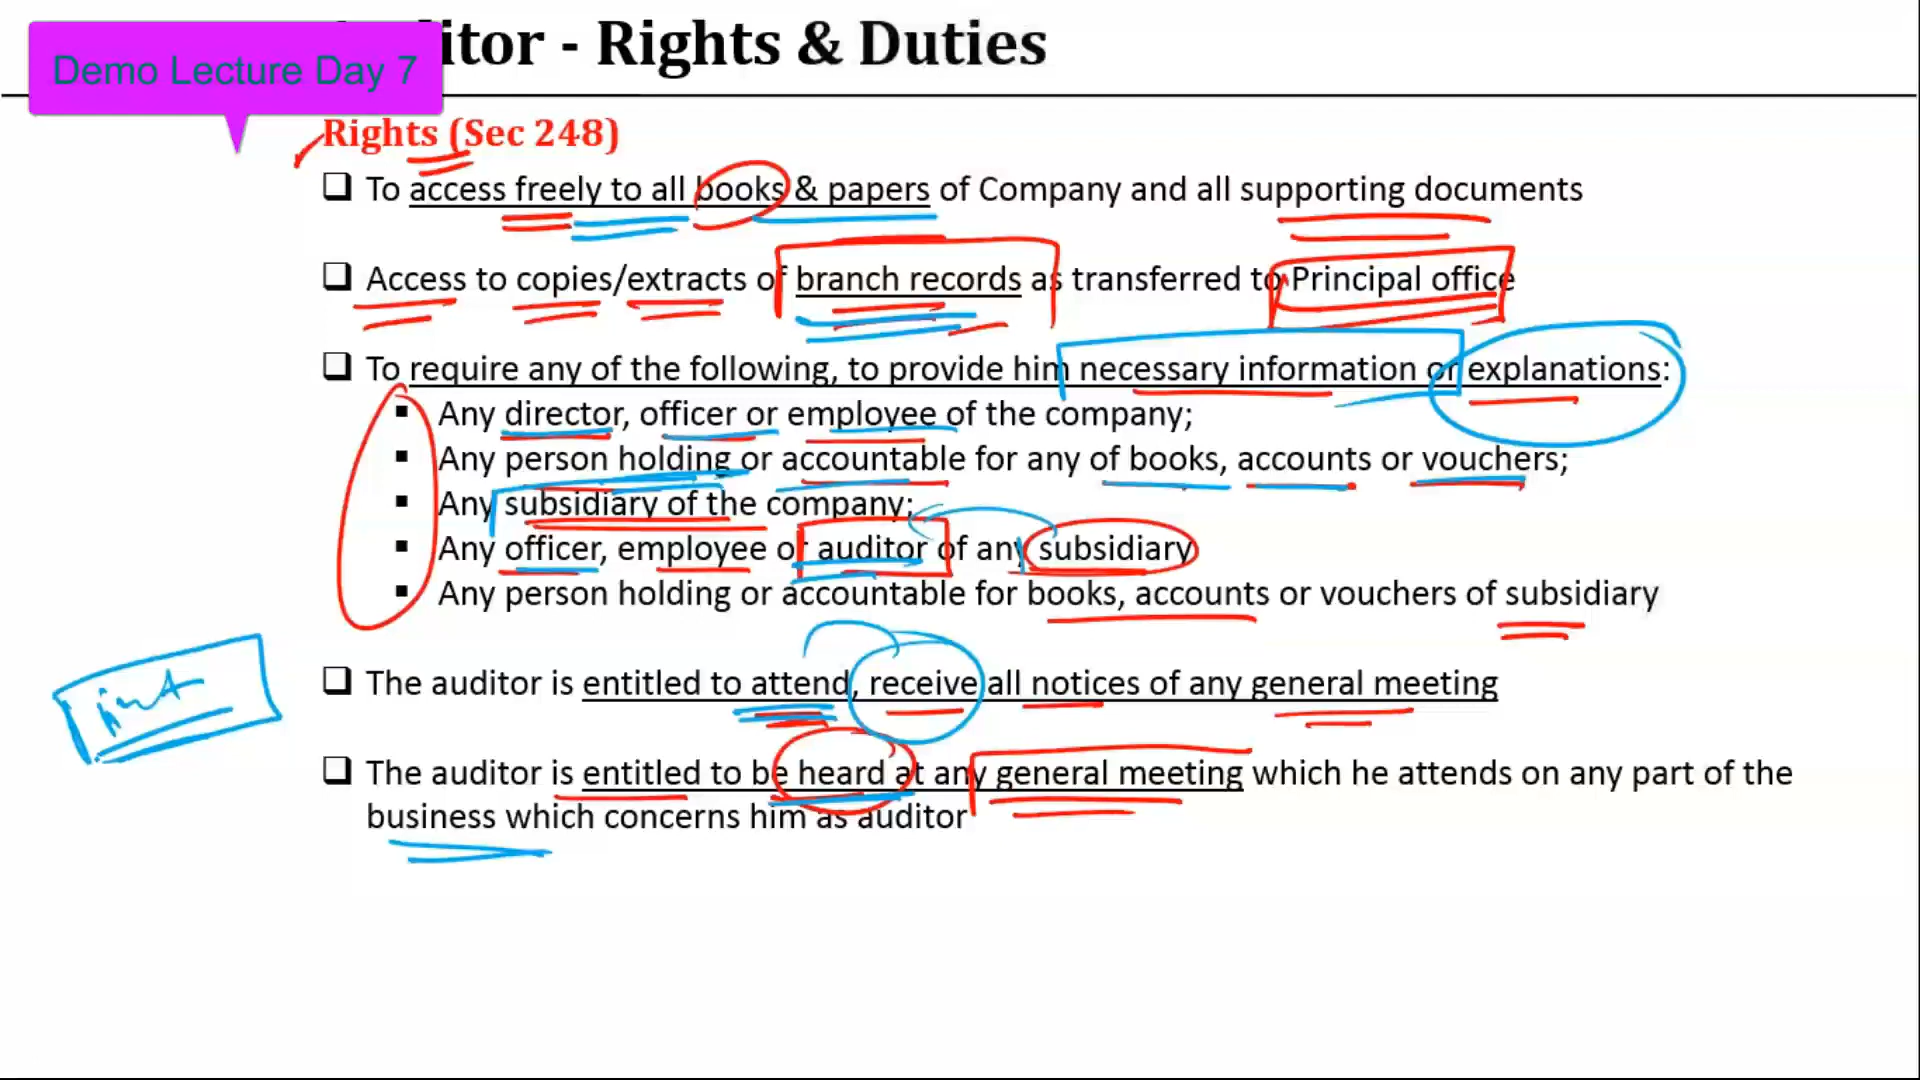 itor - Rights & Duties
Demo Lecture Day 7
Rights (Sec 248)
To access freely to all books & papers of Company and all supporting documents
Access to copies/extracts of branch records as transferred to Principal office
To require any of the following, to provide him necessary information or explanations:
Any director, officer or employee of the company;
Any person holding or accountable for any of books, accounts or vouchers;
Any subsidiary of the company;
Any officer, employee or auditor of any subsidiary
Any person holding or accountable for books, accounts or vouchers of subsidiary
The auditor is entitled to attend, receive all notices of any general meeting
The auditor is entitled to be heard at any general meeting which he attends on any part of the
business which concerns him as auditor